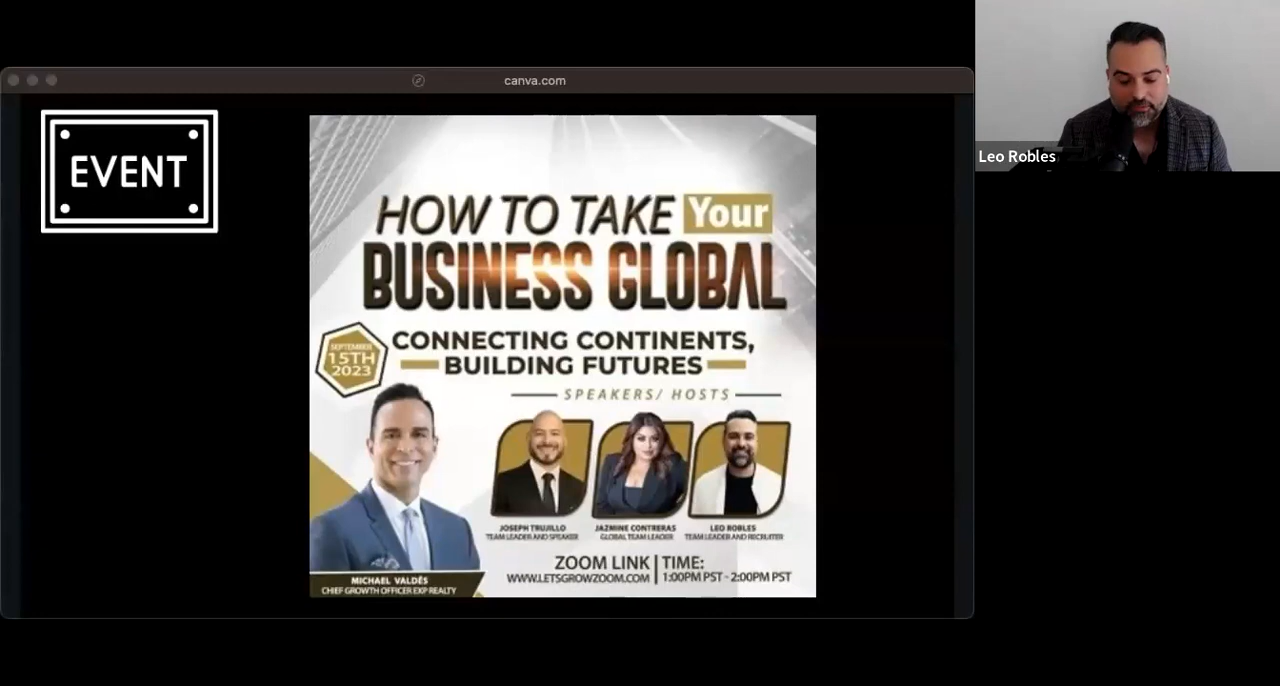 canva.com
EVENT
HOW TO TAKE Your
BUSINESS GLOBAL
SEPTEMBER
15TH
2023
CONNECTING CONTINENTS,
BUILDING FUTURES
SPEAKERS/ HOSTS
JOSEPH TRUJILLO
TEAM LEADER AND SPEAKER
JAZMINE CONTRERAS
GLOBAL TEAM LEADER
LEO ROBLES
TEAM LEADER AND RECRUITER
ZOOM LINK
WWW.LETSGROWZOOM.COM
TIME:
1:00PM PST - 2:00PM PST
MICHAEL VALDÉS
CHIEF GROWTH OFFICER EXP REALTY
Leo Robles